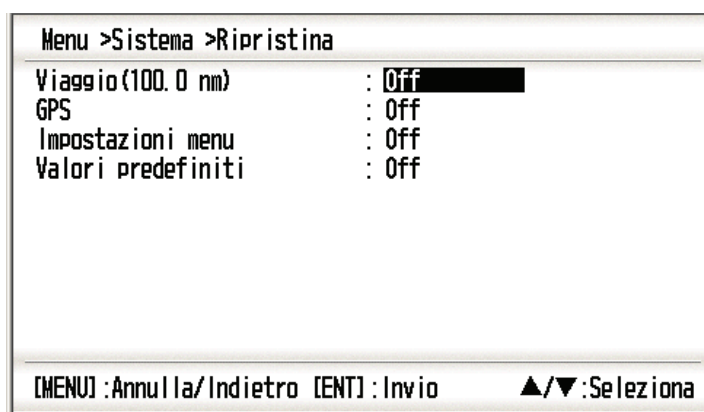 Menu >Sistema >Ripristina
Viaggio(100.0 nm) : Off
GPS : Off
Impostazioni menu : Off
Valori predefiniti : Off
[MENU] :Annulla/Indietro [ENT] :Invio ▲/▼:Seleziona